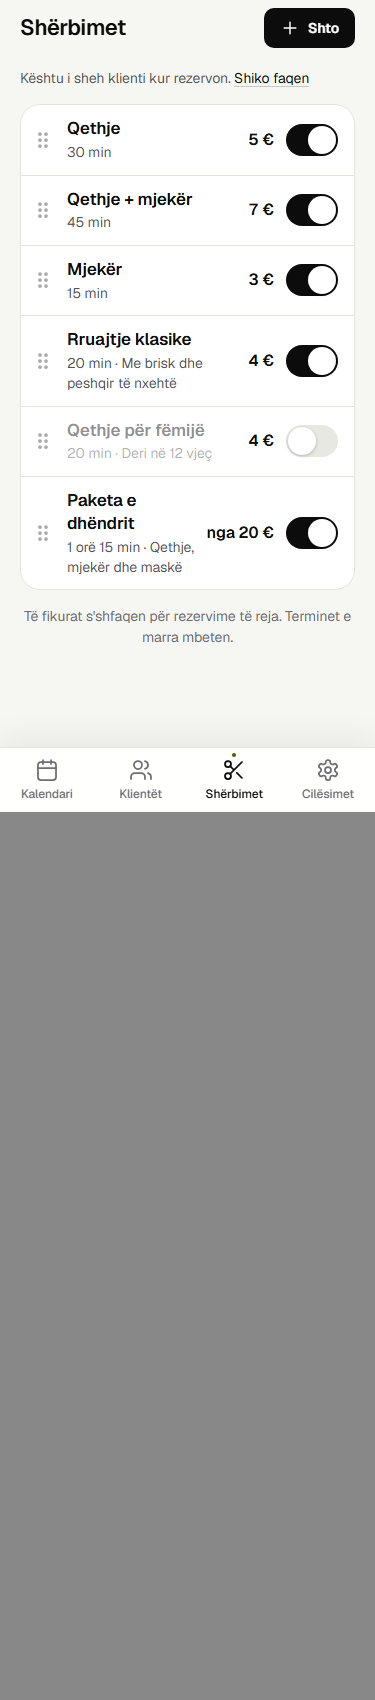 Shërbimet
Shto
Kështu i sheh klienti kur rezervon. Shiko faqen
Qethje
30 min
5 €
Qethje + mjekër
45 min
7 €
Mjekër
15 min
3 €
Rruajtje klasike
20 min · Me brisk dhe
peshqir të nxehtë
4 €
Qethje për fëmijë
20 min · Deri në 12 vjeç
4 €
Paketa e
dhëndrit
1 orë 15 min · Qethje,
mjekër dhe maskë
nga 20 €
Të fikurat s'shfaqen për rezervime të reja. Terminet e
marra mbeten.
Kalendari
Klientët
Shërbimet
Cilësimet